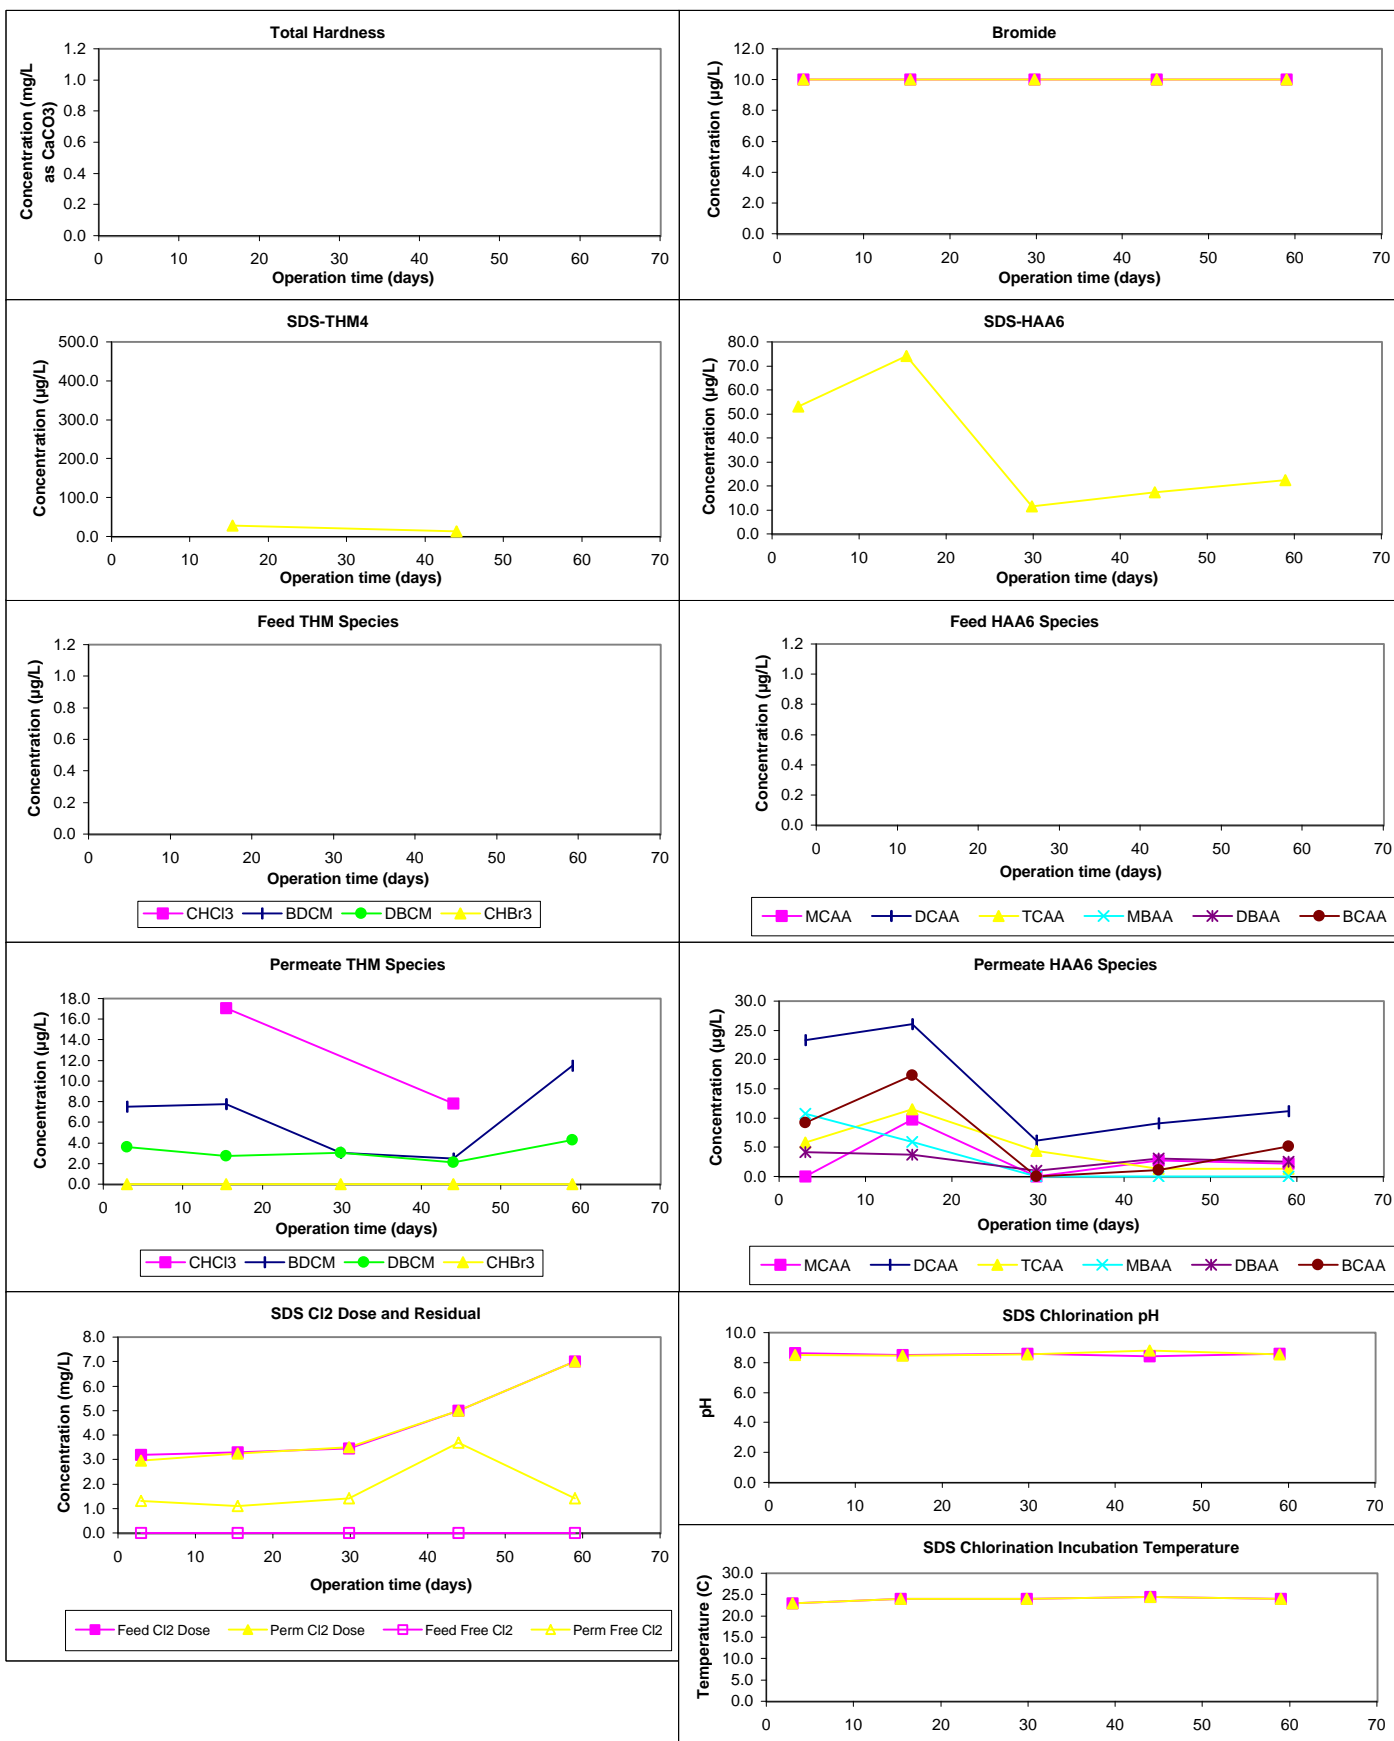 Total Hardness
Concentration (mg/L
as CaCO3)
1.2
1.0
0.8
0.6
0.4
0.2
0.0
0 10 20 30 40 50 60 70
Operation time (days)
Bromide
Concentration (µg/L)
12.0
10.0
8.0
6.0
4.0
2.0
0.0
0 10 20 30 40 50 60 70
Operation time (days)
SDS-THM4
Concentration (µg/L)
500.0
400.0
300.0
200.0
100.0
0.0
0 10 20 30 40 50 60 70
Operation time (days)
SDS-HAA6
Concentration (µg/L)
80.0
70.0
60.0
50.0
40.0
30.0
20.0
10.0
0.0
0 10 20 30 40 50 60 70
Operation time (days)
Feed THM Species
Concentration (µg/L)
1.2
1.0
0.8
0.6
0.4
0.2
0.0
0 10 20 30 40 50 60 70
Operation time (days)
CHCl3 BDCM DBCM CHBr3
Feed HAA6 Species
Concentration (µg/L)
1.2
1.0
0.8
0.6
0.4
0.2
0.0
0 10 20 30 40 50 60 70
Operation time (days)
MCAA DCAA TCAA MBAA DBAA BCAA
Permeate THM Species
Concentration (µg/L)
18.0
16.0
14.0
12.0
10.0
8.0
6.0
4.0
2.0
0.0
0 10 20 30 40 50 60 70
Operation time (days)
CHCl3 BDCM DBCM CHBr3
Permeate HAA6 Species
Concentration (µg/L)
30.0
25.0
20.0
15.0
10.0
5.0
0.0
0 10 20 30 40 50 60 70
Operation time (days)
MCAA DCAA TCAA MBAA DBAA BCAA
SDS Cl2 Dose and Residual
Concentration (mg/L)
8.0
7.0
6.0
5.0
4.0
3.0
2.0
1.0
0.0
0 10 20 30 40 50 60 70
Operation time (days)
Feed Cl2 Dose Perm Cl2 Dose Feed Free Cl2 Perm Free Cl2
SDS Chlorination pH
pH
10.0
8.0
6.0
4.0
2.0
0.0
0 10 20 30 40 50 60 70
SDS Chlorination Incubation Temperature
Temperature (C)
30.0
25.0
20.0
15.0
10.0
5.0
0.0
0 10 20 30 40 50 60 70